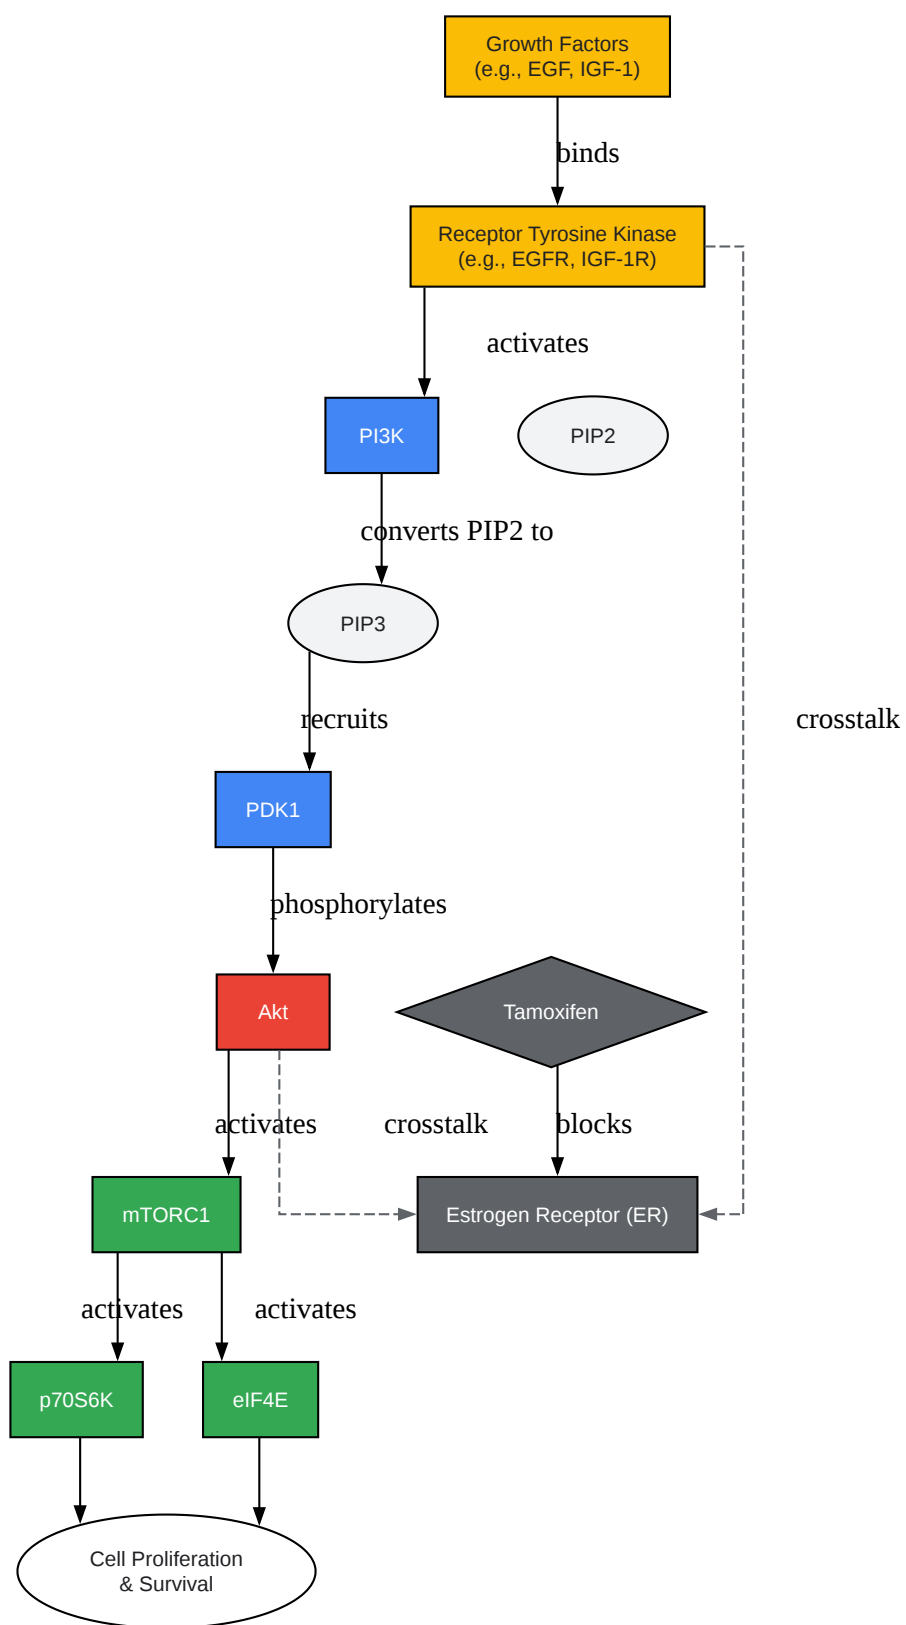 Growth Factors
(e.g., EGF, IGF-1)
binds
Receptor Tyrosine Kinase
(e.g., EGFR, IGF-1R)
activates
PI3K
PIP2
converts PIP2 to
PIP3
recruits
crosstalk
PDK1
phosphorylates
Akt
Tamoxifen
activates
crosstalk
blocks
mTORC1
Estrogen Receptor (ER)
activates
activates
p70S6K
eIF4E
Cell Proliferation
& Survival